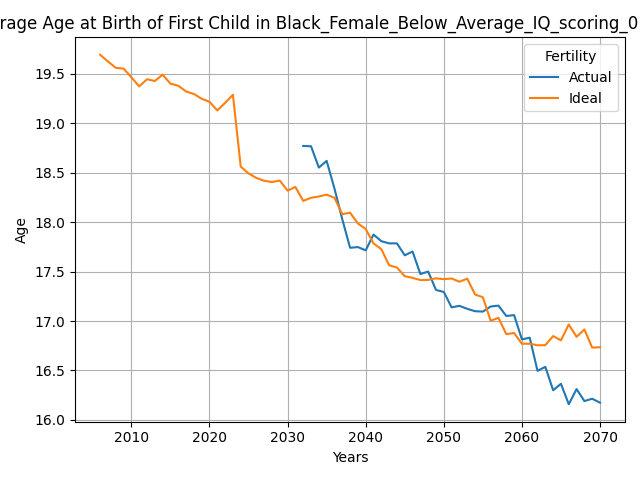 rage Age at Birth of First Child in Black_Female_Below_Average_IQ_scoring_0
Fertility
Actual
Ideal
19.5
19.0
18.5
18.0
17.5
17.0
16.5
16.0
Age
2010 2020 2030 2040 2050 2060 2070
Years